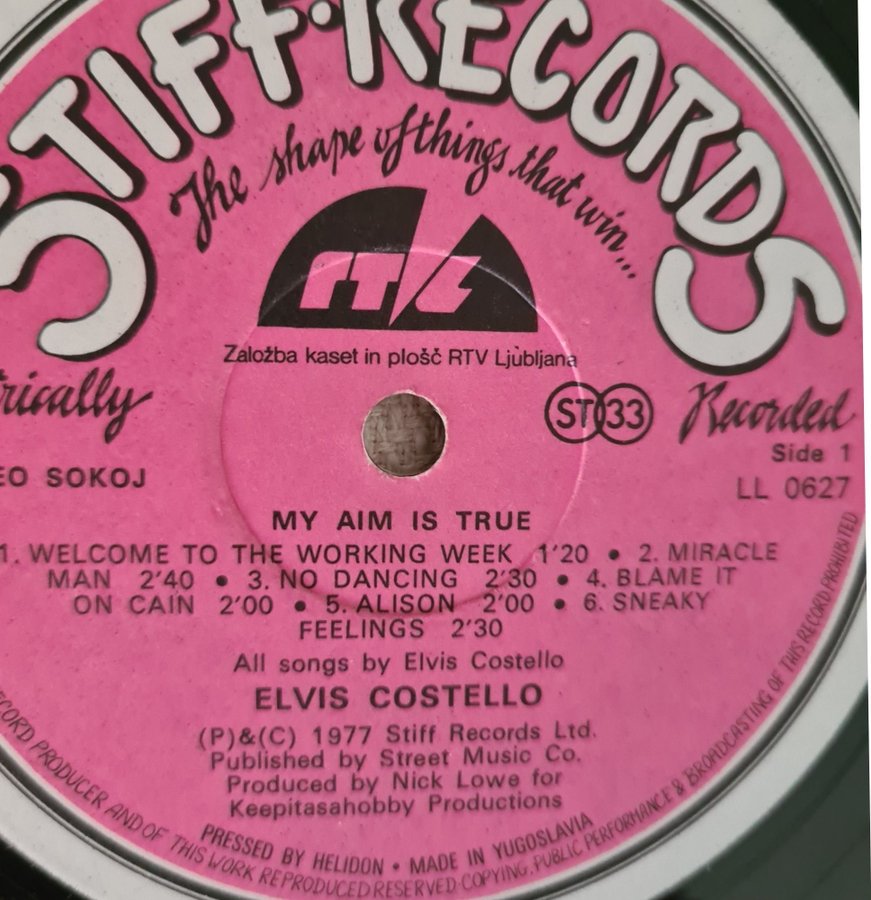 STIFF·RECORDS
The shape of things that win...
RTVL
Založba kaset in plošč RTV Ljubljana
ST 33
rically
Recorded
Side 1
EO SOKOJ
LL 0627
MY AIM IS TRUE
1. WELCOME TO THE WORKING WEEK 1'20 • 2. MIRACLE
MAN 2'40 • 3. NO DANCING 2'30 • 4. BLAME IT
ON CAIN 2'00 • 5. ALISON 2'00 • 6. SNEAKY
FEELINGS 2'30
All songs by Elvis Costello
ELVIS COSTELLO
(P)&(C) 1977 Stiff Records Ltd.
Published by Street Music Co.
Produced by Nick Lowe for
Keepitasahobby Productions
PRESSED BY HELIDON • MADE IN YUGOSLAVIA
RECORD PRODUCER AND OF THIS WORK REPRODUCED RESERVED·COPYING, PUBLIC PERFORMANCE & BROADCASTING OF THIS RECORD PROHIBITED